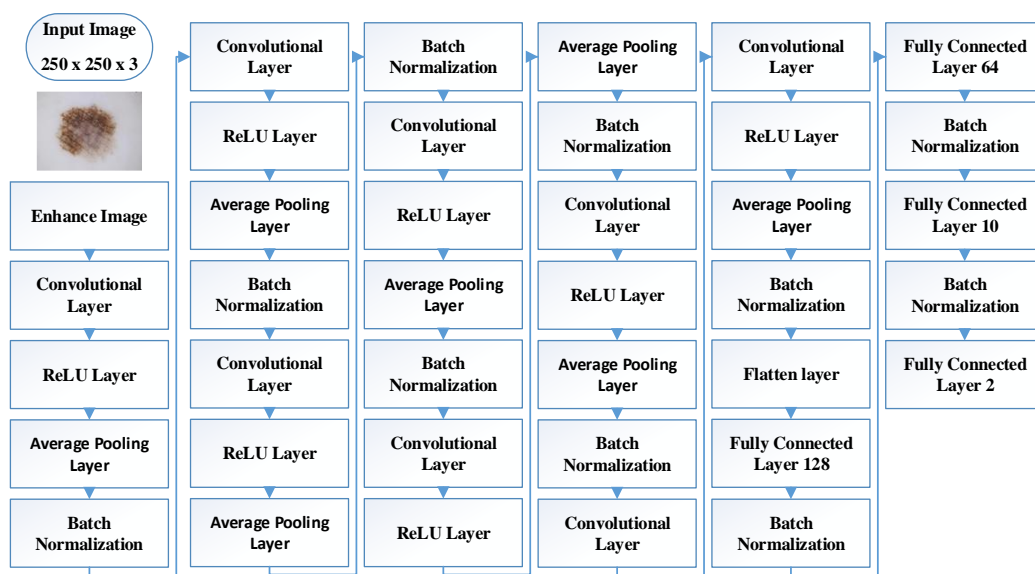 Input Image
250 x 250 x 3
Enhance Image
Convolutional
Layer
ReLU Layer
Average Pooling
Layer
Batch
Normalization
Convolutional
Layer
ReLU Layer
Average Pooling
Layer
Batch
Normalization
Convolutional
Layer
ReLU Layer
Average Pooling
Layer
Batch
Normalization
Convolutional
Layer
ReLU Layer
Average Pooling
Layer
Batch
Normalization
Convolutional
Layer
ReLU Layer
Average Pooling
Layer
Batch
Normalization
Convolutional
Layer
ReLU Layer
Average Pooling
Layer
Batch
Normalization
Convolutional
Layer
Convolutional
Layer
ReLU Layer
Average Pooling
Layer
Batch
Normalization
Flatten layer
Fully Connected
Layer 128
Batch
Normalization
Fully Connected
Layer 64
Batch
Normalization
Fully Connected
Layer 10
Batch
Normalization
Fully Connected
Layer 2